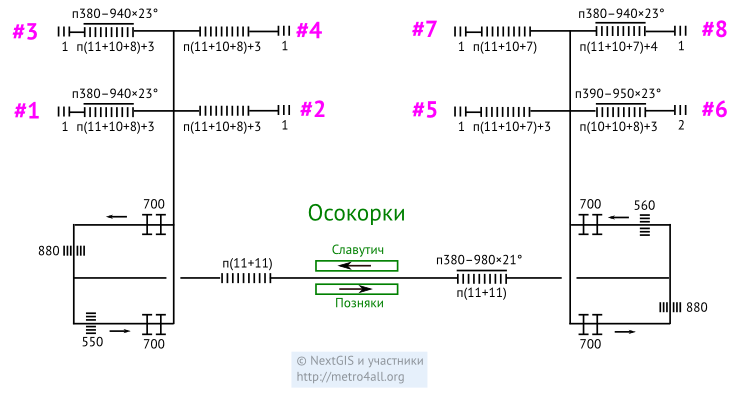 п380–940×23°
п380–940×23°
#3
#4
#7
#8
1
п(11+10+8)+3
п(11+10+8)+3
1
1
п(11+10+7)
п(11+10+7)+4
1
п380–940×23°
п390–950×23°
#1
#2
#5
#6
1
п(11+10+8)+3
п(11+10+8)+3
1
1
п(11+10+7)+3
п(10+10+8)+3
2
700
700
560
Осокорки
880
Славутич
п(11+11)
п380–980×21°
п(11+11)
Позняки
880
550
700
700
© NextGIS и участники
http://metro4all.org